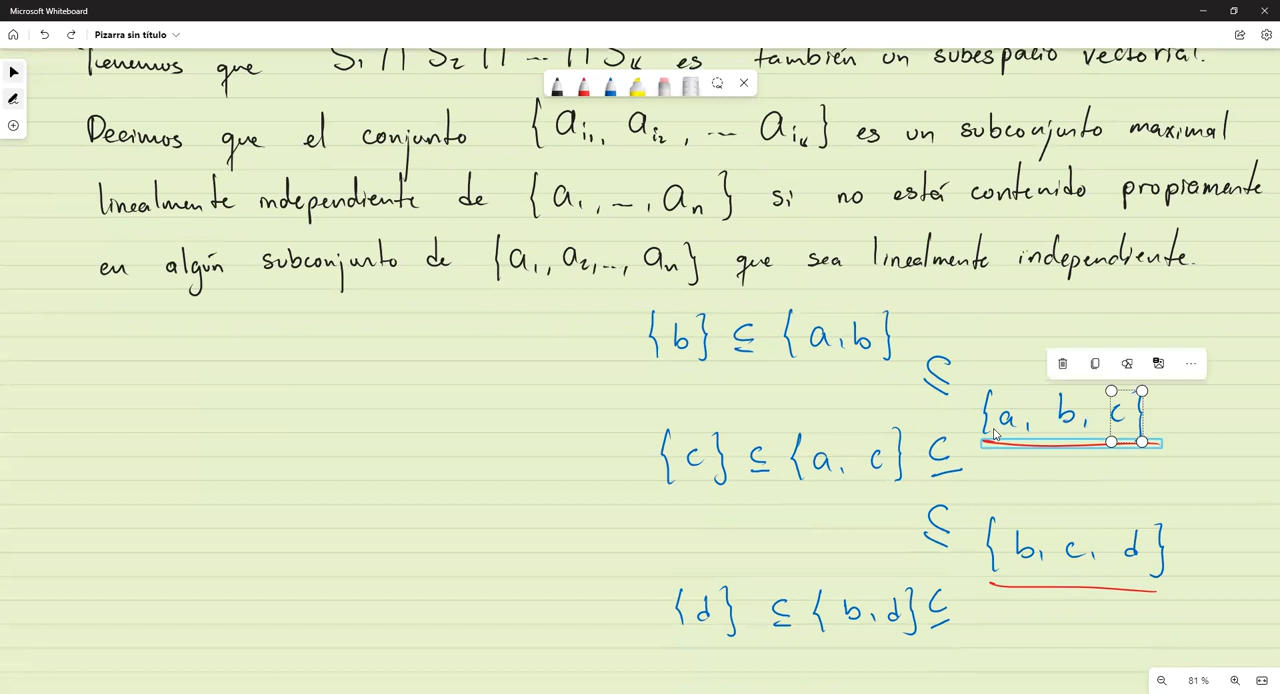 Microsoft Whiteboard
Pizarra sin título
Tenemos que S₁ ∩ S₂ ∩ ... ∩ Sₖ es también un subespacio vectorial.
Decimos que el conjunto {aᵢ₁, aᵢ₂, ... aᵢₖ} es un subconjunto maximal
linealmente independiente de {a₁, ..., aₙ} si no está contenido propiamente
en algún subconjunto de {a₁, a₂, ..., aₙ} que sea linealmente independiente.
{b} ⊆ {a, b}
⊆
{a, b, c}
{c} ⊆ {a, c} ⊆
⊆
{b, c, d}
{d} ⊆ {b, d} ⊆
81 %